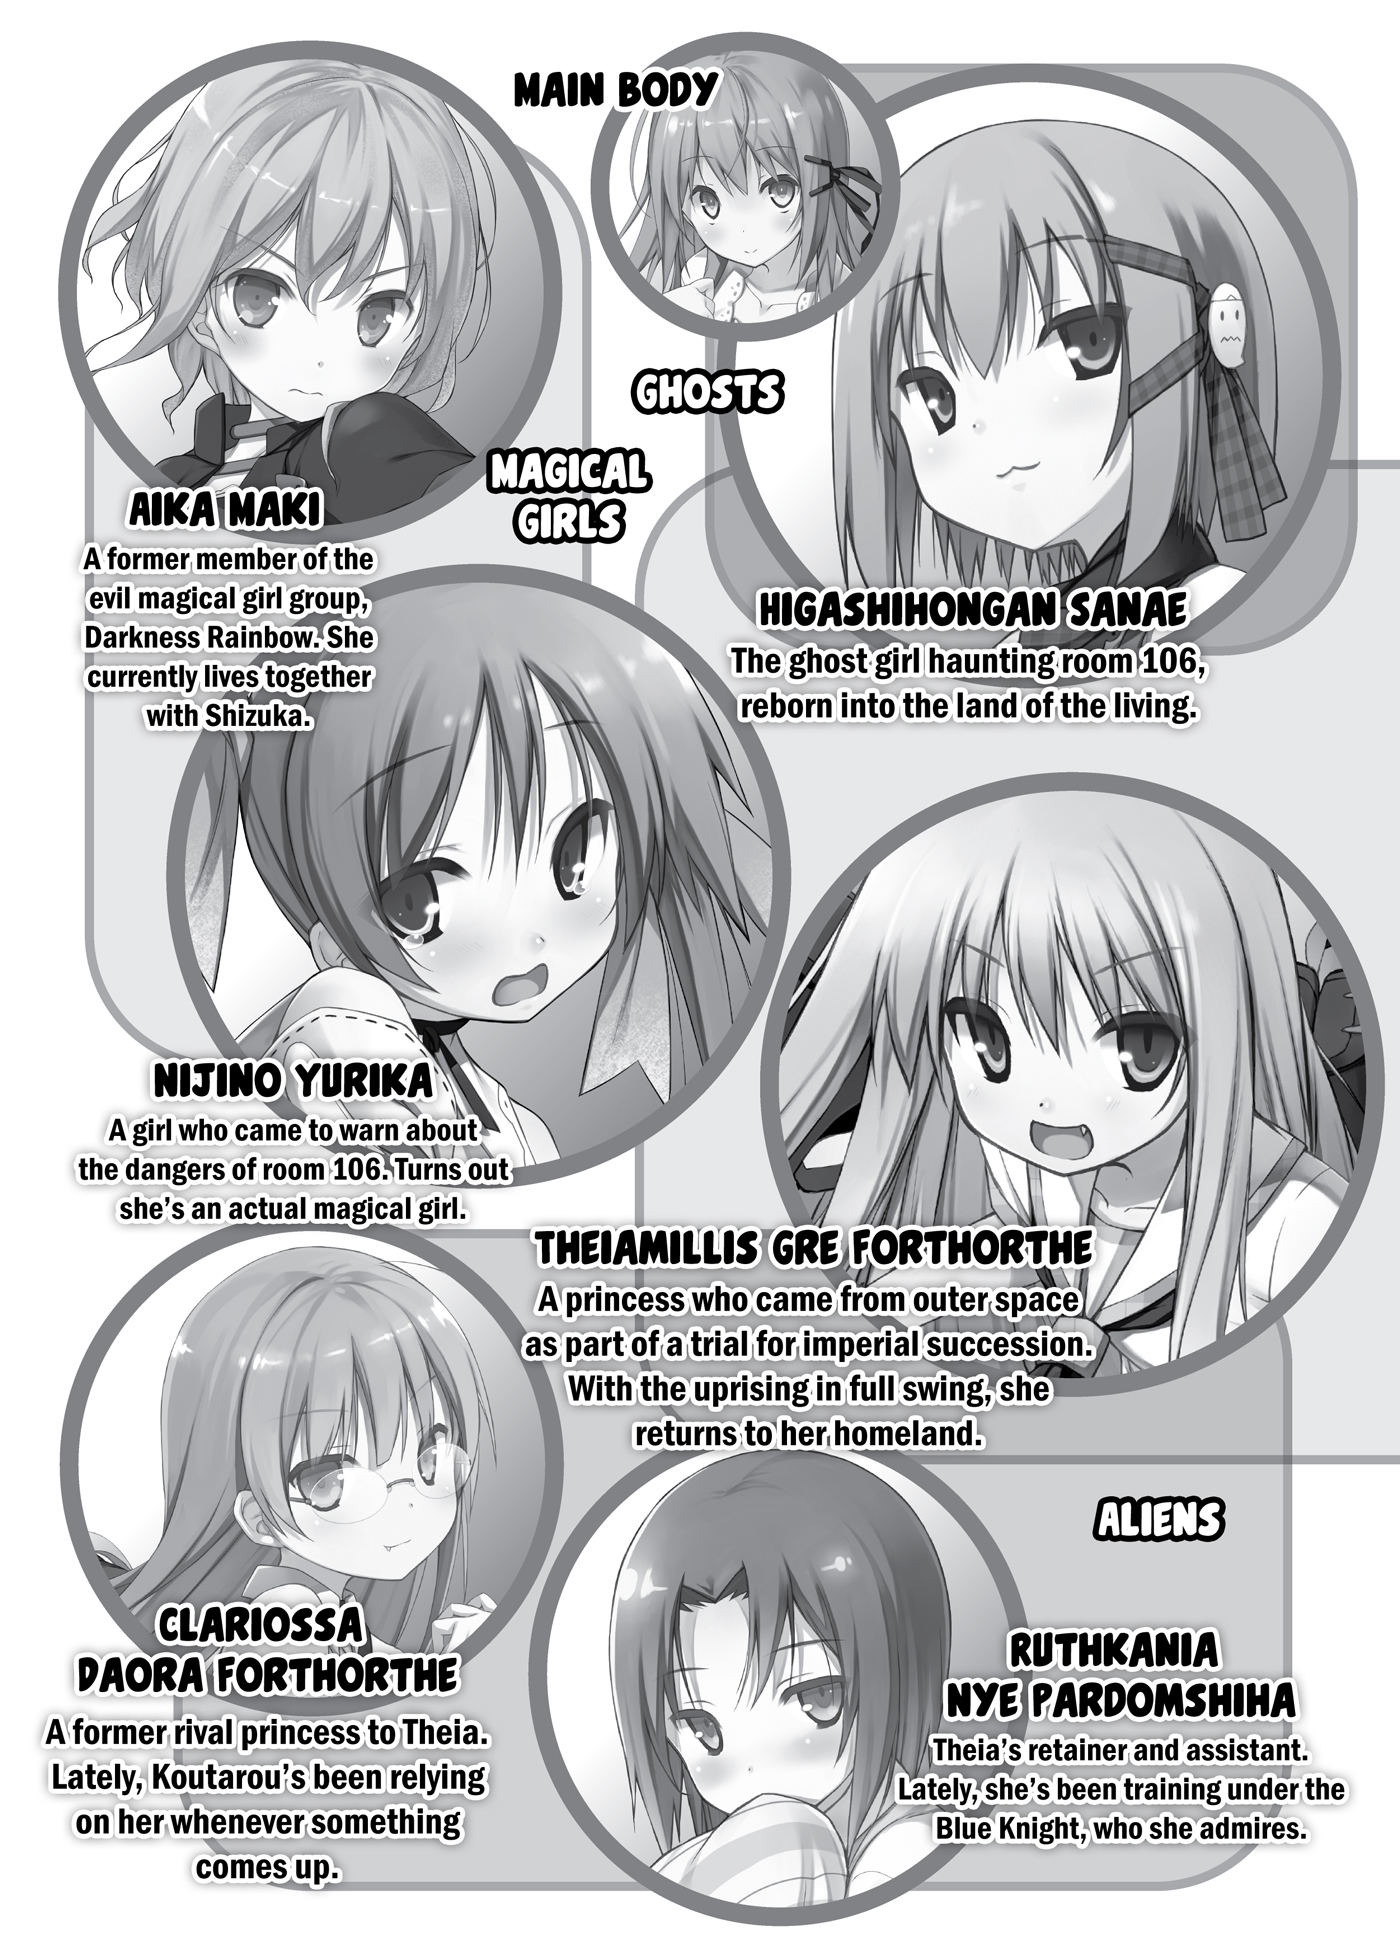 MAIN BODY
GHOSTS
MAGICAL
GIRLS
AIKA MAKI
A former member of the
evil magical girl group,
Darkness Rainbow. She
currently lives together
with Shizuka.
HIGASHIHONGAN SANAE
The ghost girl haunting room 106,
reborn into the land of the living.
NIJINO YURIKA
A girl who came to warn about
the dangers of room 106. Turns out
she's an actual magical girl.
THEIAMILLIS GRE FORTHORTHE
A princess who came from outer space
as part of a trial for imperial succession.
With the uprising in full swing, she
returns to her homeland.
ALIENS
CLARIOSSA
DAORA FORTHORTHE
A former rival princess to Theia.
Lately, Koutarou's been relying
on her whenever something
comes up.
RUTHKANIA
NYE PARDOMSHIHA
Theia's retainer and assistant.
Lately, she's been training under the
Blue Knight, who she admires.